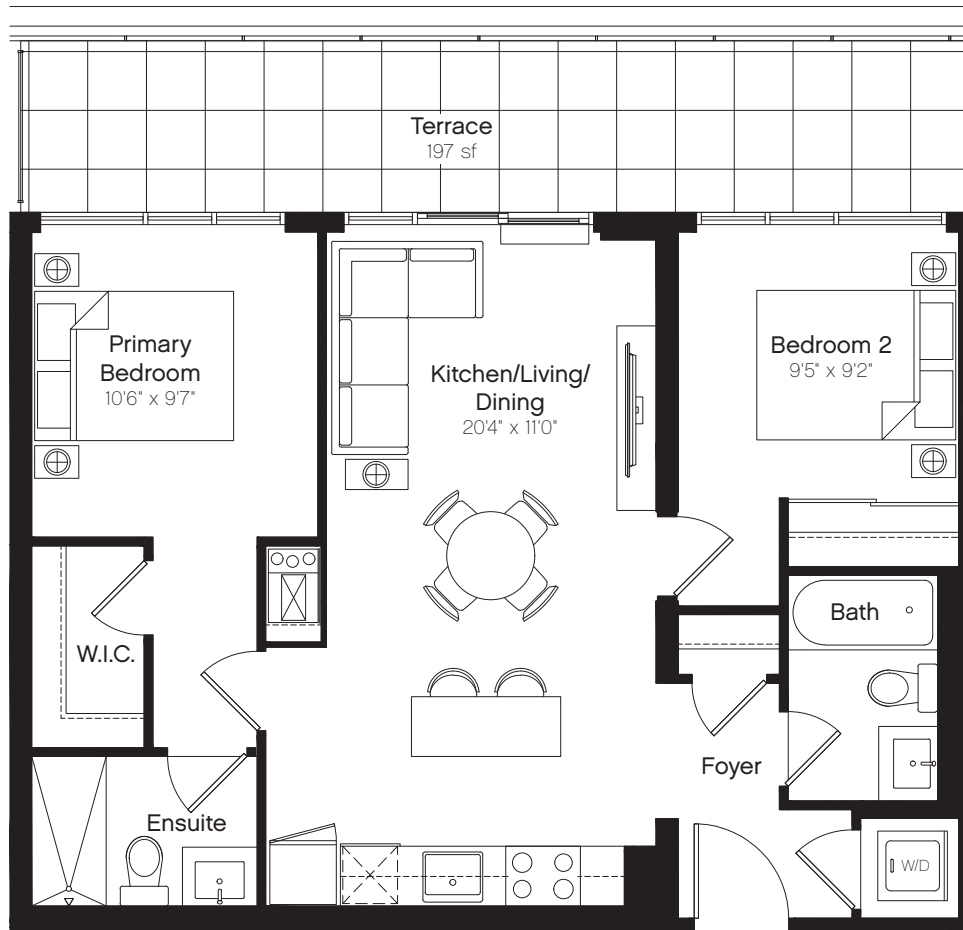 Terrace
197 sf
Primary
Bedroom
10'6" x 9'7"
Kitchen/Living/
Dining
20'4" x 11'0"
Bedroom 2
9'5" x 9'2"
W.I.C.
Bath
Foyer
Ensuite
W/D